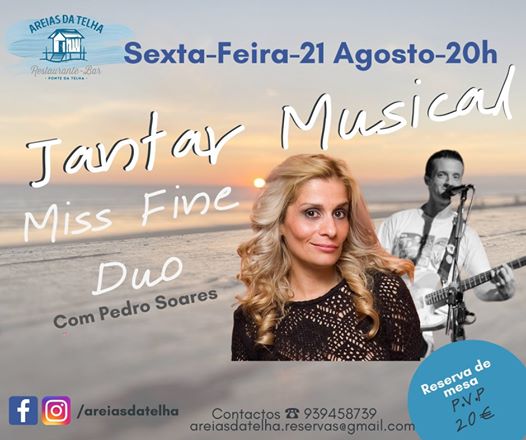 AREIAS DA TELHA
Restaurante-Bar
• FONTE DA TELHA •
Sexta-Feira-21 Agosto-20h
Jantar Musical
Miss Fine
Duo
Com Pedro Soares
Reserva de
mesa
P.V.P
20€
/areiasdatelha
Contactos ☎ 939458739
areiasdatelha.reservas@gmail.com